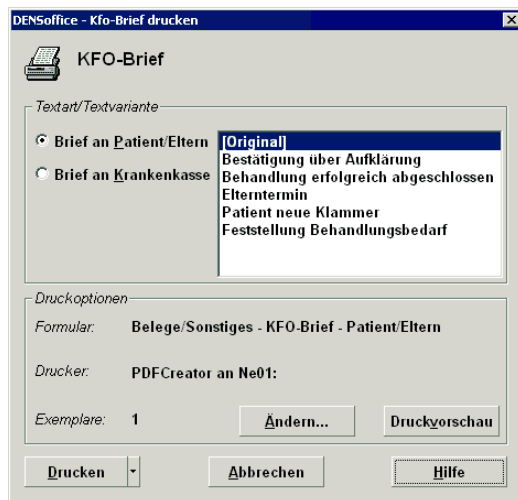 DENSoffice - Kfo-Brief drucken
KFO-Brief
Textart/Textvariante
Brief an Patient/Eltern
Brief an Krankenkasse
[Original]
Bestätigung über Aufklärung
Behandlung erfolgreich abgeschlossen
Elterntermin
Patient neue Klammer
Feststellung Behandlungsbedarf
Druckoptionen
Formular: Belege/Sonstiges - KFO-Brief - Patient/Eltern
Drucker: PDFCreator an Ne01:
Exemplare: 1 Ändern... Druckvorschau
Drucken Abbrechen Hilfe